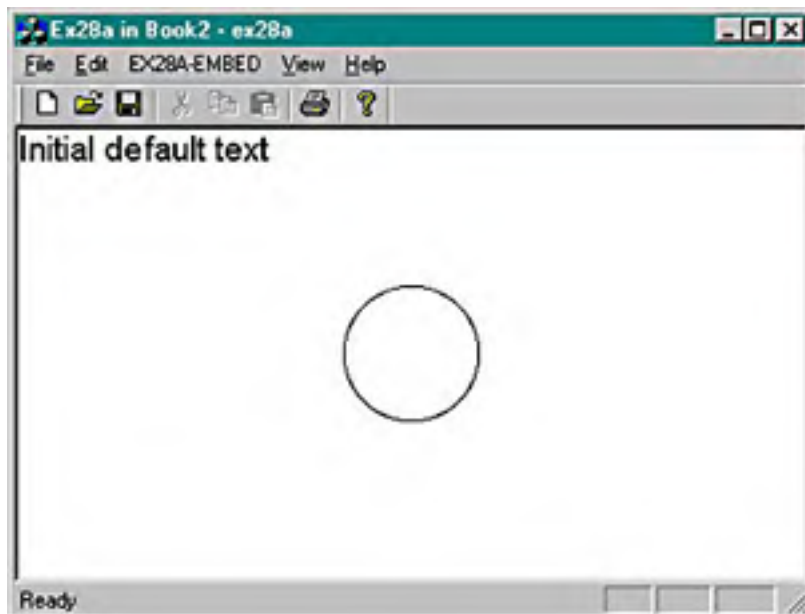 Ex28a in Book2 - ex28a
File Edit EX28A-EMBED View Help
Initial default text
Ready